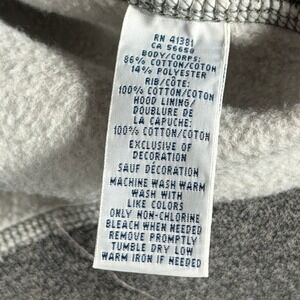 RN 41381
CA 56650
BODY/CORPS:
86% COTTON/COTON
14% POLYESTER
RIB/CÔTE:
100% COTTON/COTON
HOOD LINING/
DOUBLURE DE
LA CAPUCHE:
100% COTTON/COTON
EXCLUSIVE OF
DECORATION
SAUF DÉCORATION
MACHINE WASH WARM
WASH WITH
LIKE COLORS
ONLY NON-CHLORINE
BLEACH WHEN NEEDED
REMOVE PROMPTLY
TUMBLE DRY LOW
WARM IRON IF NEEDED